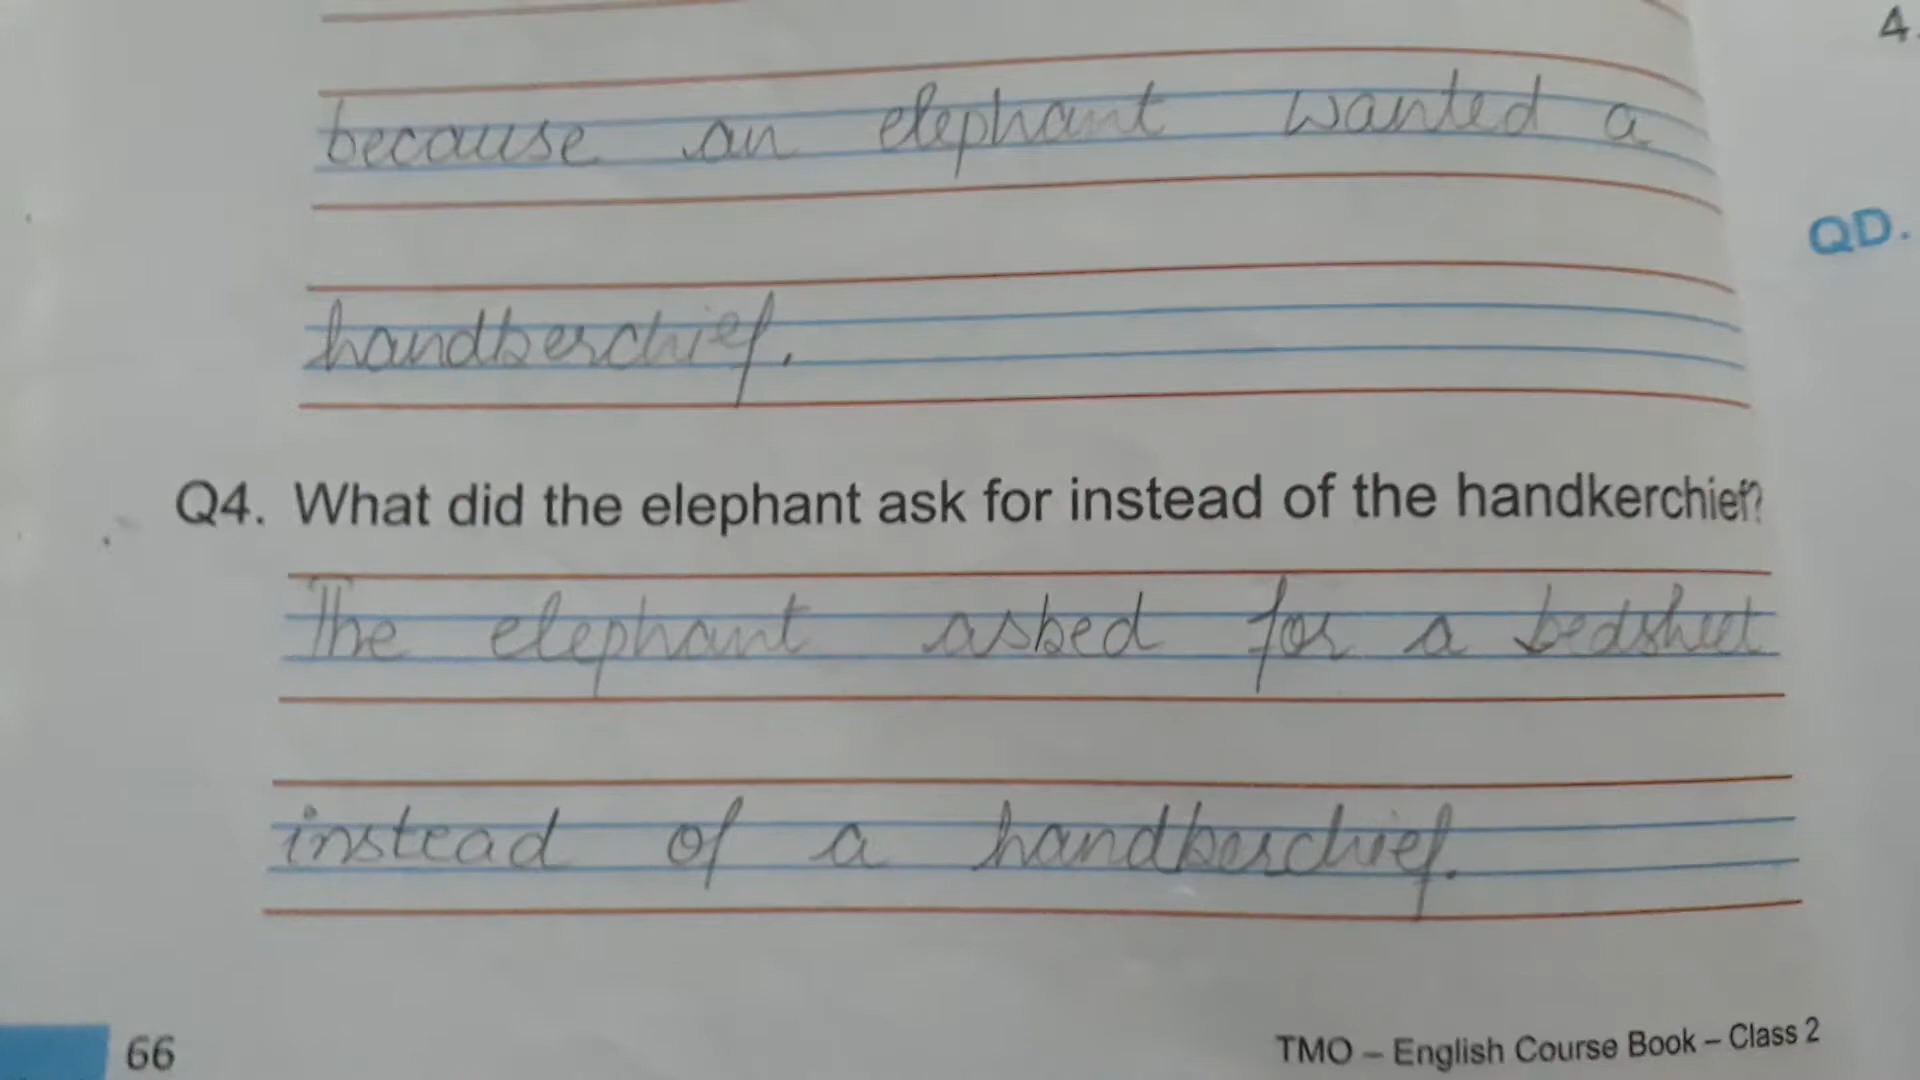 4.
because an elephant wanted a
QD.
handkerchief.
Q4. What did the elephant ask for instead of the handkerchief?
The elephant asked for a bedsheet
instead of a handkerchief.
66
TMO – English Course Book – Class 2